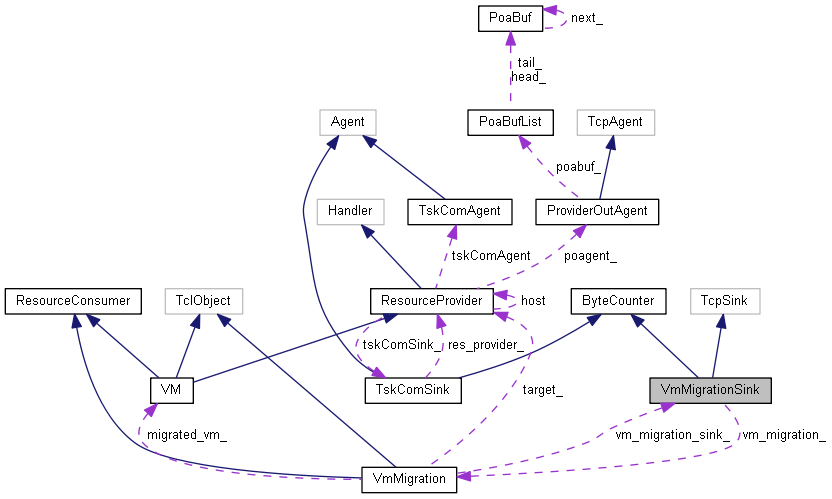 PoaBuf
next_
tail_
head_
Agent
PoaBufList
TcpAgent
poabuf_
Handler
TskComAgent
ProviderOutAgent
tskComAgent
poagent_
ResourceConsumer
TclObject
ResourceProvider
host
ByteCounter
TcpSink
tskComSink_
res_provider_
VM
TskComSink
target_
VmMigrationSink
migrated_vm_
vm_migration_sink_
vm_migration_
VmMigration